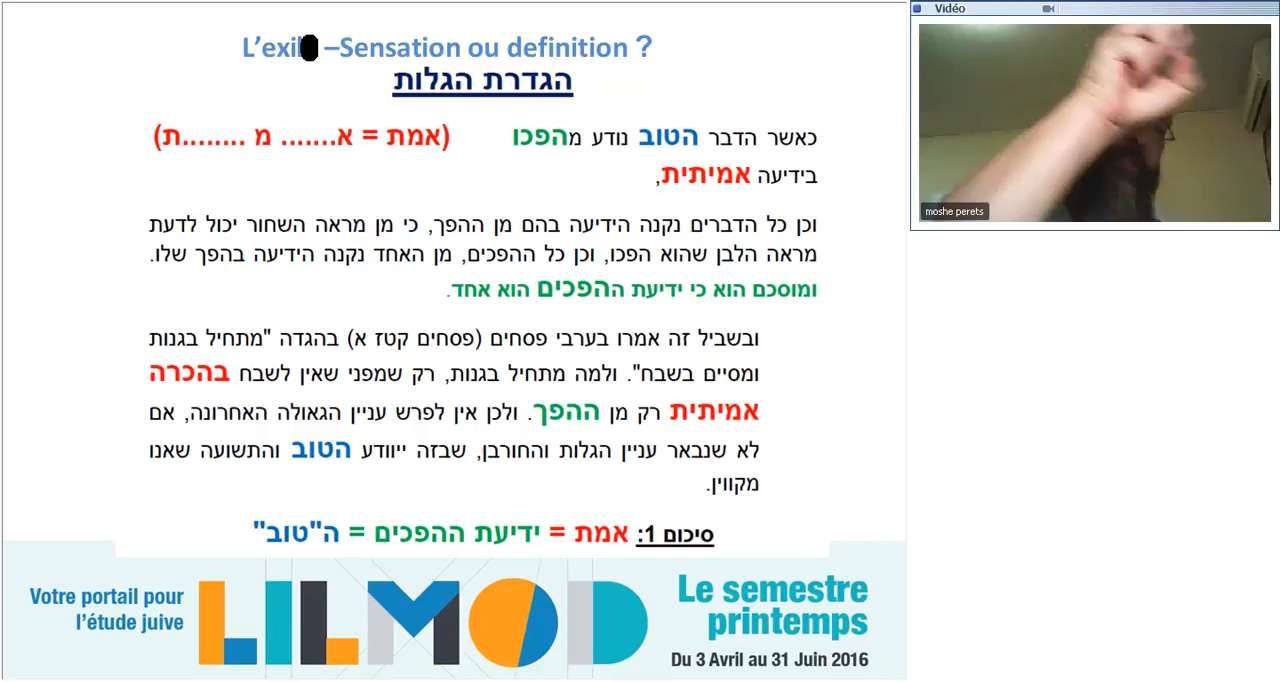 L'exil –Sensation ou definition ?
הגדרת הגלות
כאשר הדבר הטוב נודע מהפכו (אמת = א....... מ ........ת)
בידיעה אמיתית,
וכן כל הדברים נקנה הידיעה בהם מן ההפך, כי מן מראה השחור יכול לדעת
מראה הלבן שהוא הפכו, וכן כל ההפכים, מן האחד נקנה הידיעה בהפך שלו.
ומוסכם הוא כי ידיעת ההפכים הוא אחד.
ובשביל זה אמרו בערבי פסחים (פסחים קטז א) בהגדה "מתחיל בגנות
ומסיים בשבח". ולמה מתחיל בגנות, רק שמפני שאין לשבח בהכרה
אמיתית רק מן ההפך. ולכן אין לפרש עניין הגאולה האחרונה, אם
לא שנבאר עניין הגלות והחורבן, שבזה ייוודע הטוב והתשועה שאנו
מקווין.
סיכום 1: אמת = ידיעת ההפכים = ה"טוב"
Votre portail pour
l'étude juive
LILMOD
Le semestre
printemps
Du 3 Avril au 31 Juin 2016
Vidéo
moshe perets